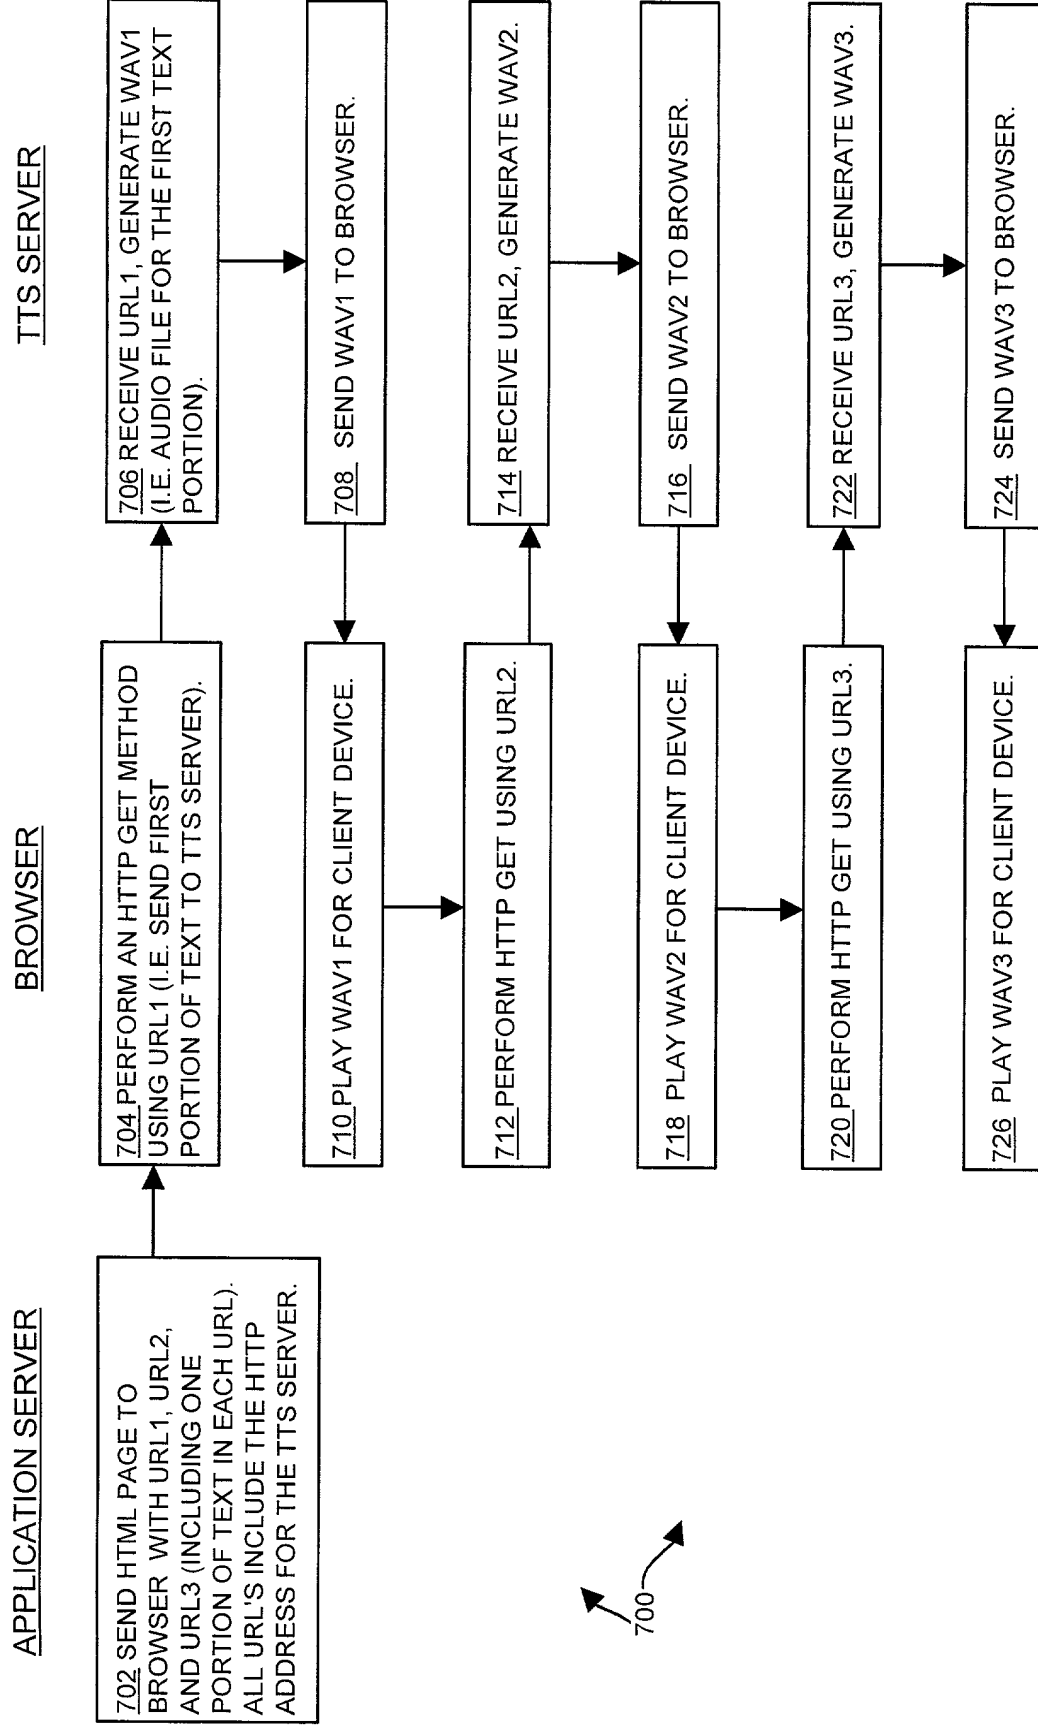 APPLICATION SERVER
BROWSER
TTS SERVER
702 SEND HTML PAGE TO
BROWSER WITH URL1, URL2,
AND URL3 (INCLUDING ONE
PORTION OF TEXT IN EACH URL).
ALL URL'S INCLUDE THE HTTP
ADDRESS FOR THE TTS SERVER.
704 PERFORM AN HTTP GET METHOD
USING URL1 (I.E. SEND FIRST
PORTION OF TEXT TO TTS SERVER).
706 RECEIVE URL1, GENERATE WAV1
(I.E. AUDIO FILE FOR THE FIRST TEXT
PORTION).
708 SEND WAV1 TO BROWSER.
710 PLAY WAV1 FOR CLIENT DEVICE.
712 PERFORM HTTP GET USING URL2.
714 RECEIVE URL2, GENERATE WAV2.
716 SEND WAV2 TO BROWSER.
718 PLAY WAV2 FOR CLIENT DEVICE.
720 PERFORM HTTP GET USING URL3.
722 RECEIVE URL3, GENERATE WAV3.
724 SEND WAV3 TO BROWSER.
726 PLAY WAV3 FOR CLIENT DEVICE.
700